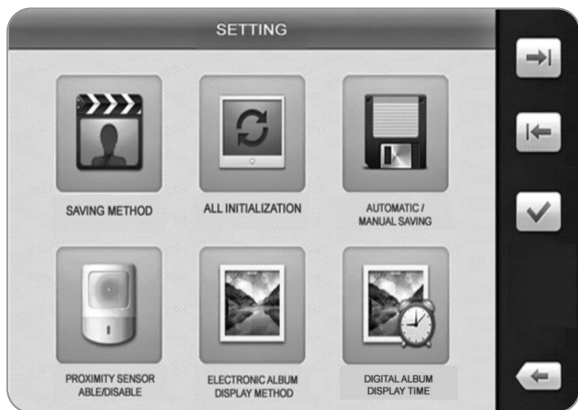 SETTING
SAVING METHOD
ALL INITIALIZATION
AUTOMATIC /
MANUAL SAVING
PROXIMITY SENSOR
ABLE/DISABLE
ELECTRONIC ALBUM
DISPLAY METHOD
DIGITAL ALBUM
DISPLAY TIME